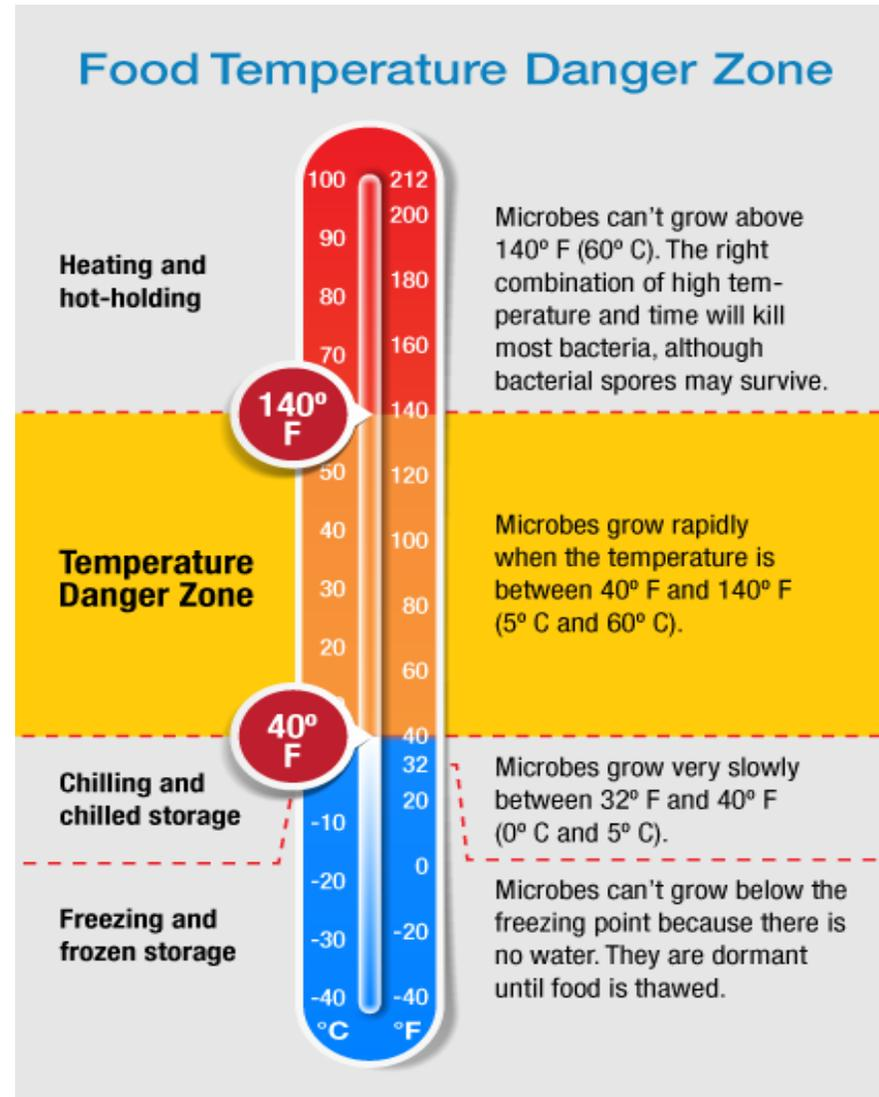 Food Temperature Danger Zone
Heating and
hot-holding
100
90
80
70
50
40
30
20
-10
-20
-30
-40
°C
212
200
180
160
140
120
100
80
60
40
32
20
0
-20
-40
°F
140º
F
40º
F
Microbes can't grow above
140º F (60º C). The right
combination of high tem-
perature and time will kill
most bacteria, although
bacterial spores may survive.
Temperature
Danger Zone
Microbes grow rapidly
when the temperature is
between 40º F and 140º F
(5º C and 60º C).
Chilling and
chilled storage
Microbes grow very slowly
between 32º F and 40º F
(0º C and 5º C).
Freezing and
frozen storage
Microbes can't grow below the
freezing point because there is
no water. They are dormant
until food is thawed.